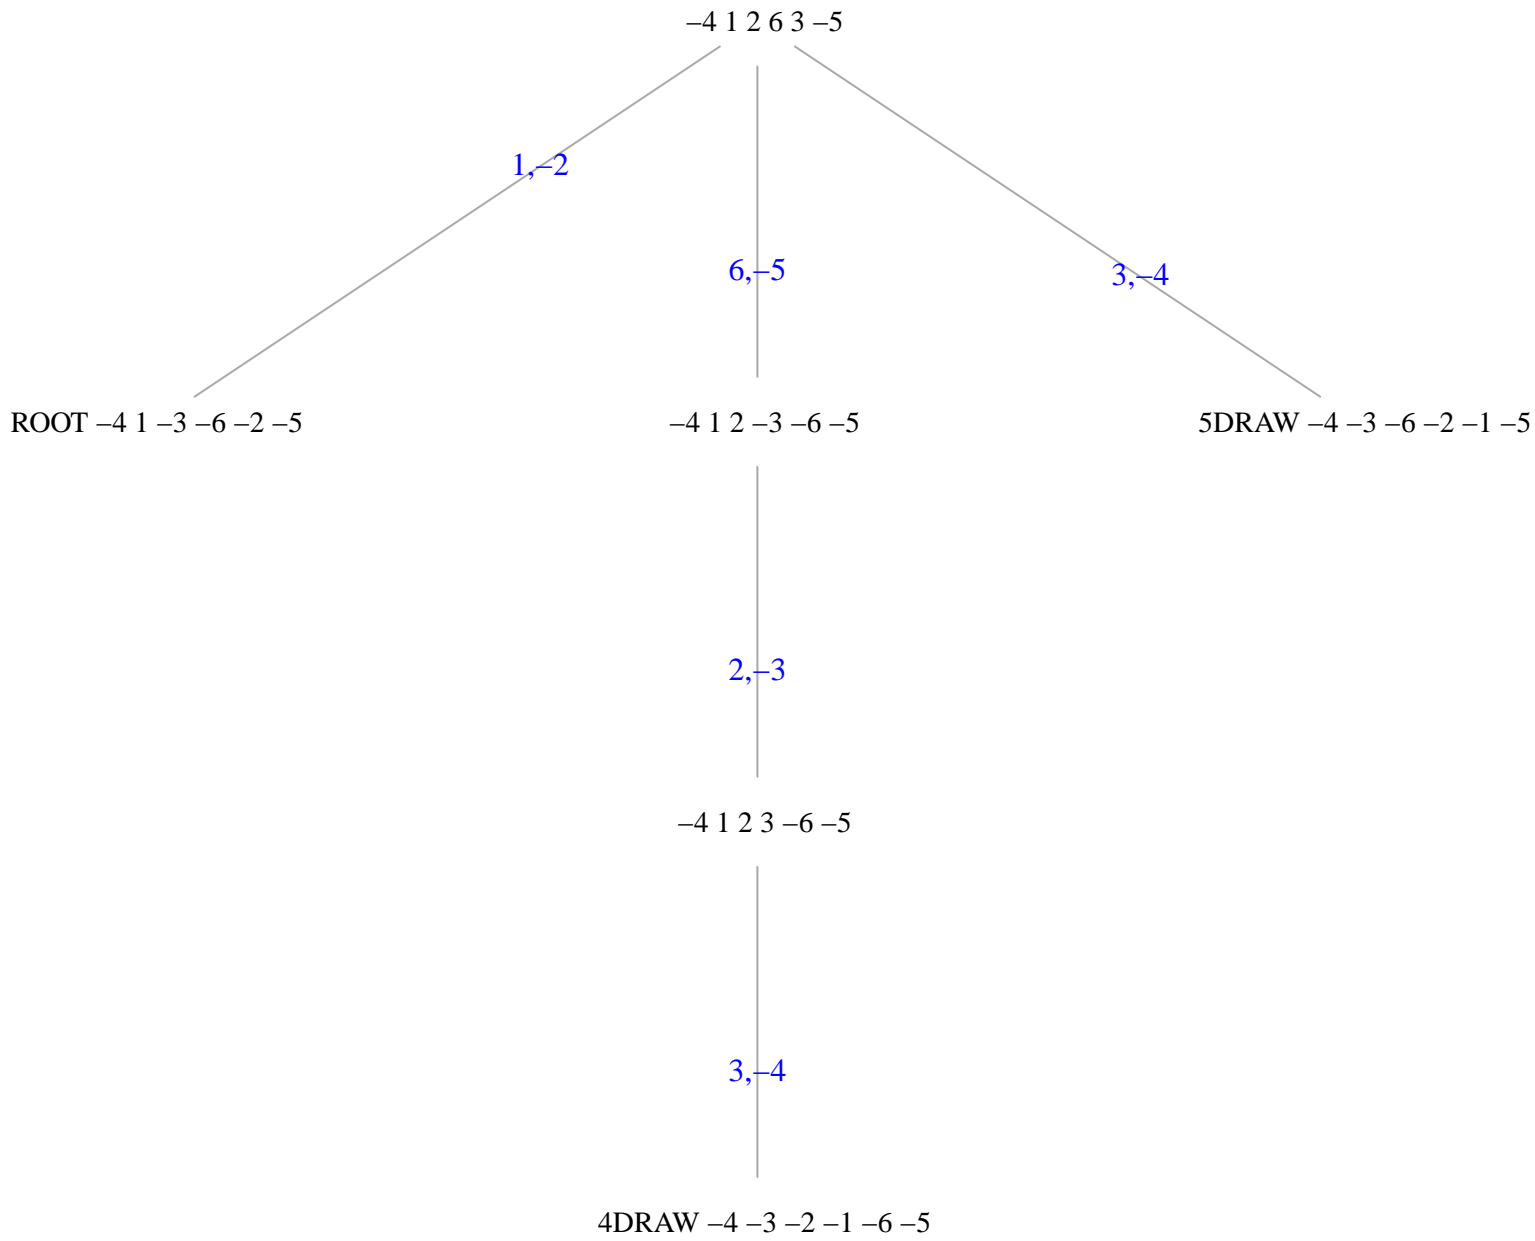 –4 1 2 6 3 –5
1,–2
6,–5
3,–4
ROOT –4 1 –3 –6 –2 –5
–4 1 2 –3 –6 –5
5DRAW –4 –3 –6 –2 –1 –5
2,–3
–4 1 2 3 –6 –5
3,–4
4DRAW –4 –3 –2 –1 –6 –5